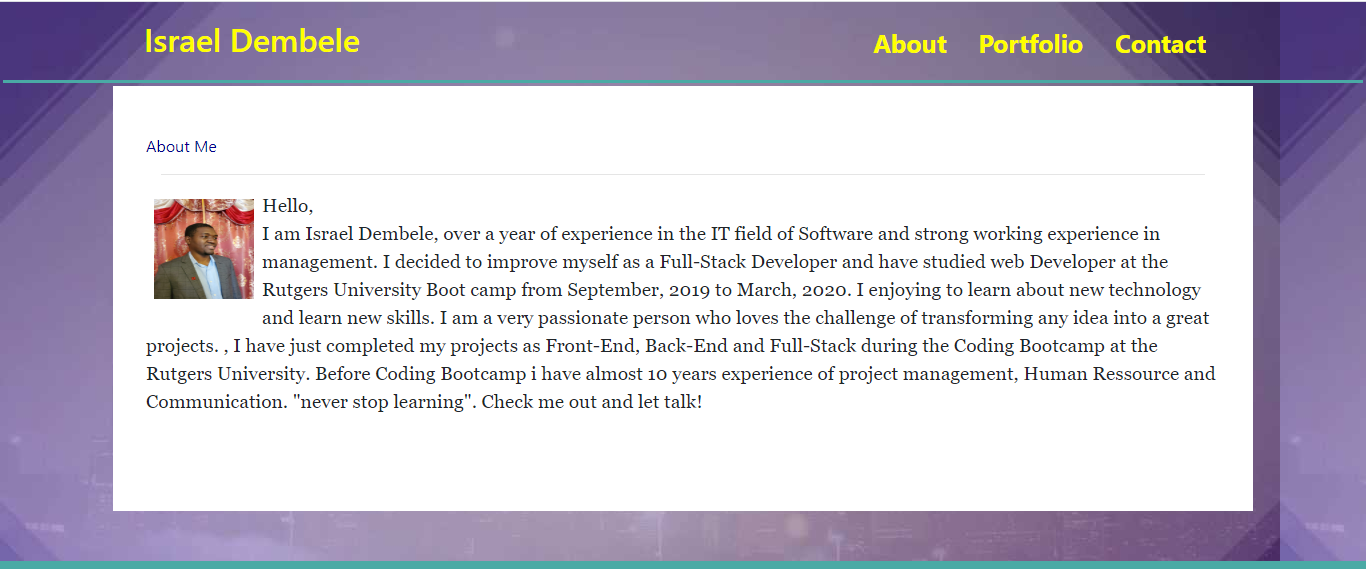 Israel Dembele
About Portfolio Contact
About Me
Hello,
I am Israel Dembele, over a year of experience in the IT field of Software and strong working experience in
management. I decided to improve myself as a Full-Stack Developer and have studied web Developer at the
Rutgers University Boot camp from September, 2019 to March, 2020. I enjoying to learn about new technology
and learn new skills. I am a very passionate person who loves the challenge of transforming any idea into a great
projects. , I have just completed my projects as Front-End, Back-End and Full-Stack during the Coding Bootcamp at the
Rutgers University. Before Coding Bootcamp i have almost 10 years experience of project management, Human Ressource and
Communication. "never stop learning". Check me out and let talk!